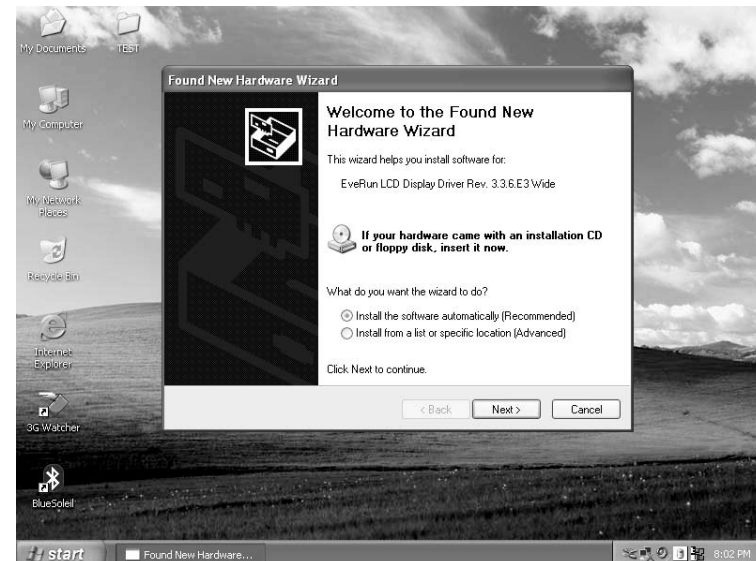 My Documents
TEST
My Computer
My Network
Places
Recycle Bin
Internet
Explorer
3G Watcher
BlueSoleil
Found New Hardware Wizard
Welcome to the Found New
Hardware Wizard
This wizard helps you install software for:
EveRun LCD Display Driver Rev. 3.3.6.E3 Wide
If your hardware came with an installation CD
or floppy disk, insert it now.
What do you want the wizard to do?
Install the software automatically (Recommended)
Install from a list or specific location (Advanced)
Click Next to continue.
< Back
Next >
Cancel
start
Found New Hardware...
8:02 PM